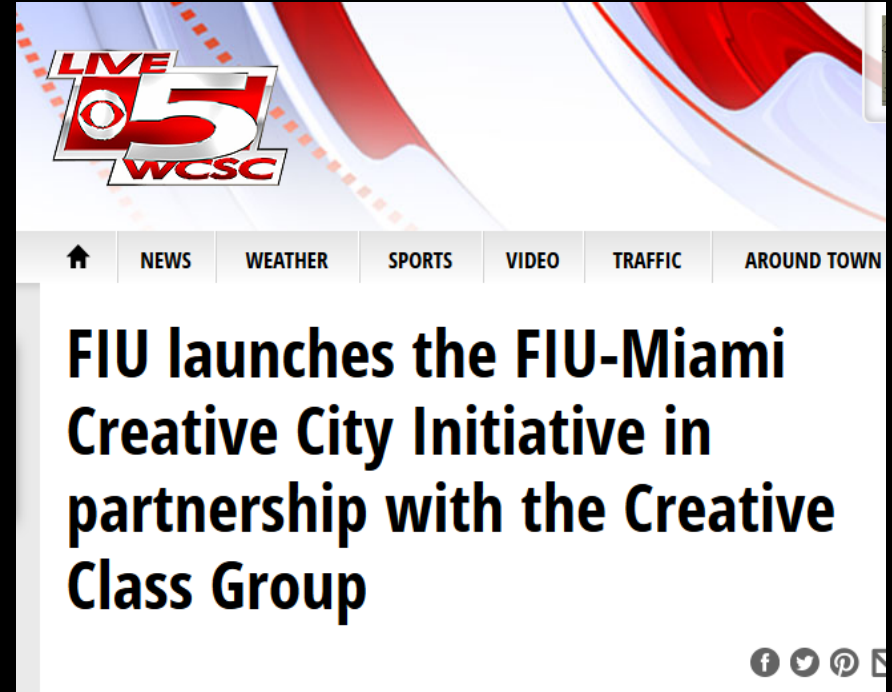 LIVE
5
WCSC
NEWS WEATHER SPORTS VIDEO TRAFFIC AROUND TOWN
FIU launches the FIU-Miami
Creative City Initiative in
partnership with the Creative
Class Group